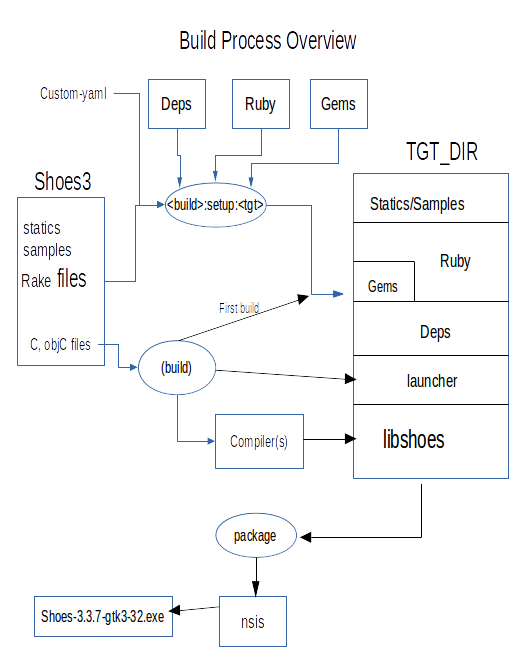 Build Process Overview
Custom-yaml
Deps
Ruby
Gems
TGT_DIR
Shoes3
statics
samples
Rake files
C, objC files
<build>:setup:<tgt>
Statics/Samples
Ruby
Gems
Deps
launcher
libshoes
First build
(build)
Compiler(s)
package
nsis
Shoes-3.3.7-gtk3-32.exe